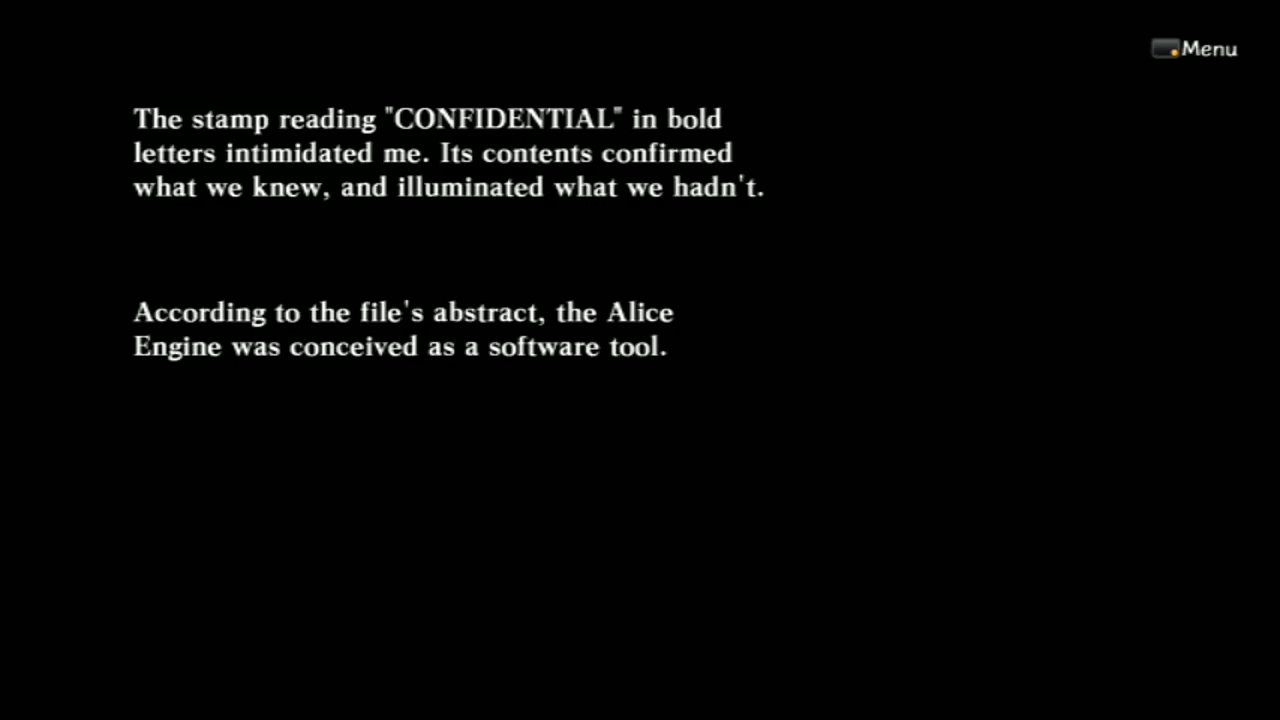 Menu
The stamp reading "CONFIDENTIAL" in bold
letters intimidated me. Its contents confirmed
what we knew, and illuminated what we hadn't.
According to the file's abstract, the Alice
Engine was conceived as a software tool.